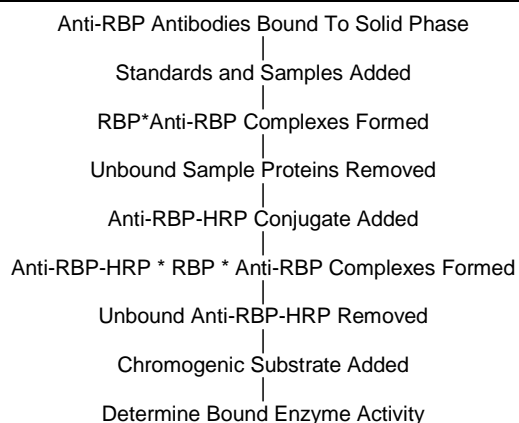 Anti-RBP Antibodies Bound To Solid Phase
Standards and Samples Added
RBP*Anti-RBP Complexes Formed
Unbound Sample Proteins Removed
Anti-RBP-HRP Conjugate Added
Anti-RBP-HRP * RBP * Anti-RBP Complexes Formed
Unbound Anti-RBP-HRP Removed
Chromogenic Substrate Added
Determine Bound Enzyme Activity